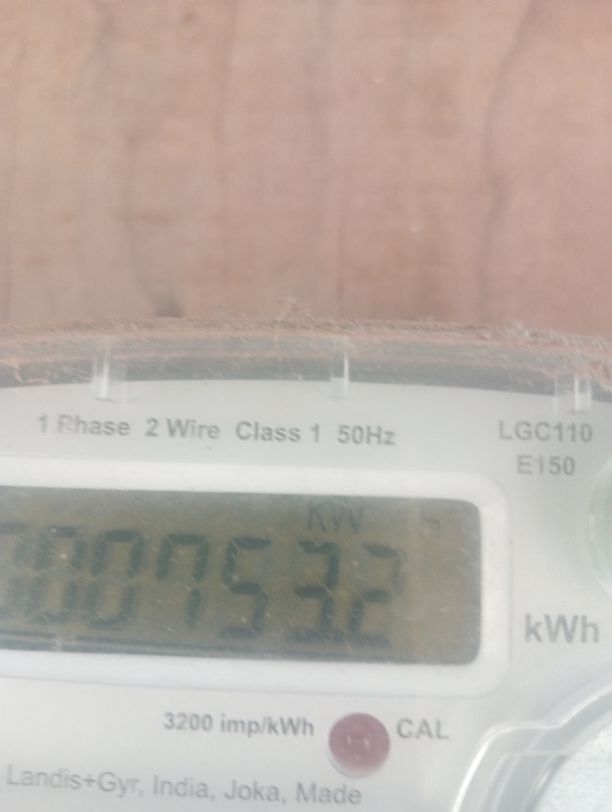 1 Phase 2 Wire Class 1 50Hz
LGC110
E150
KW h
0007532
kWh
3200 imp/kWh
CAL
Landis+Gyr, India, Joka, Made